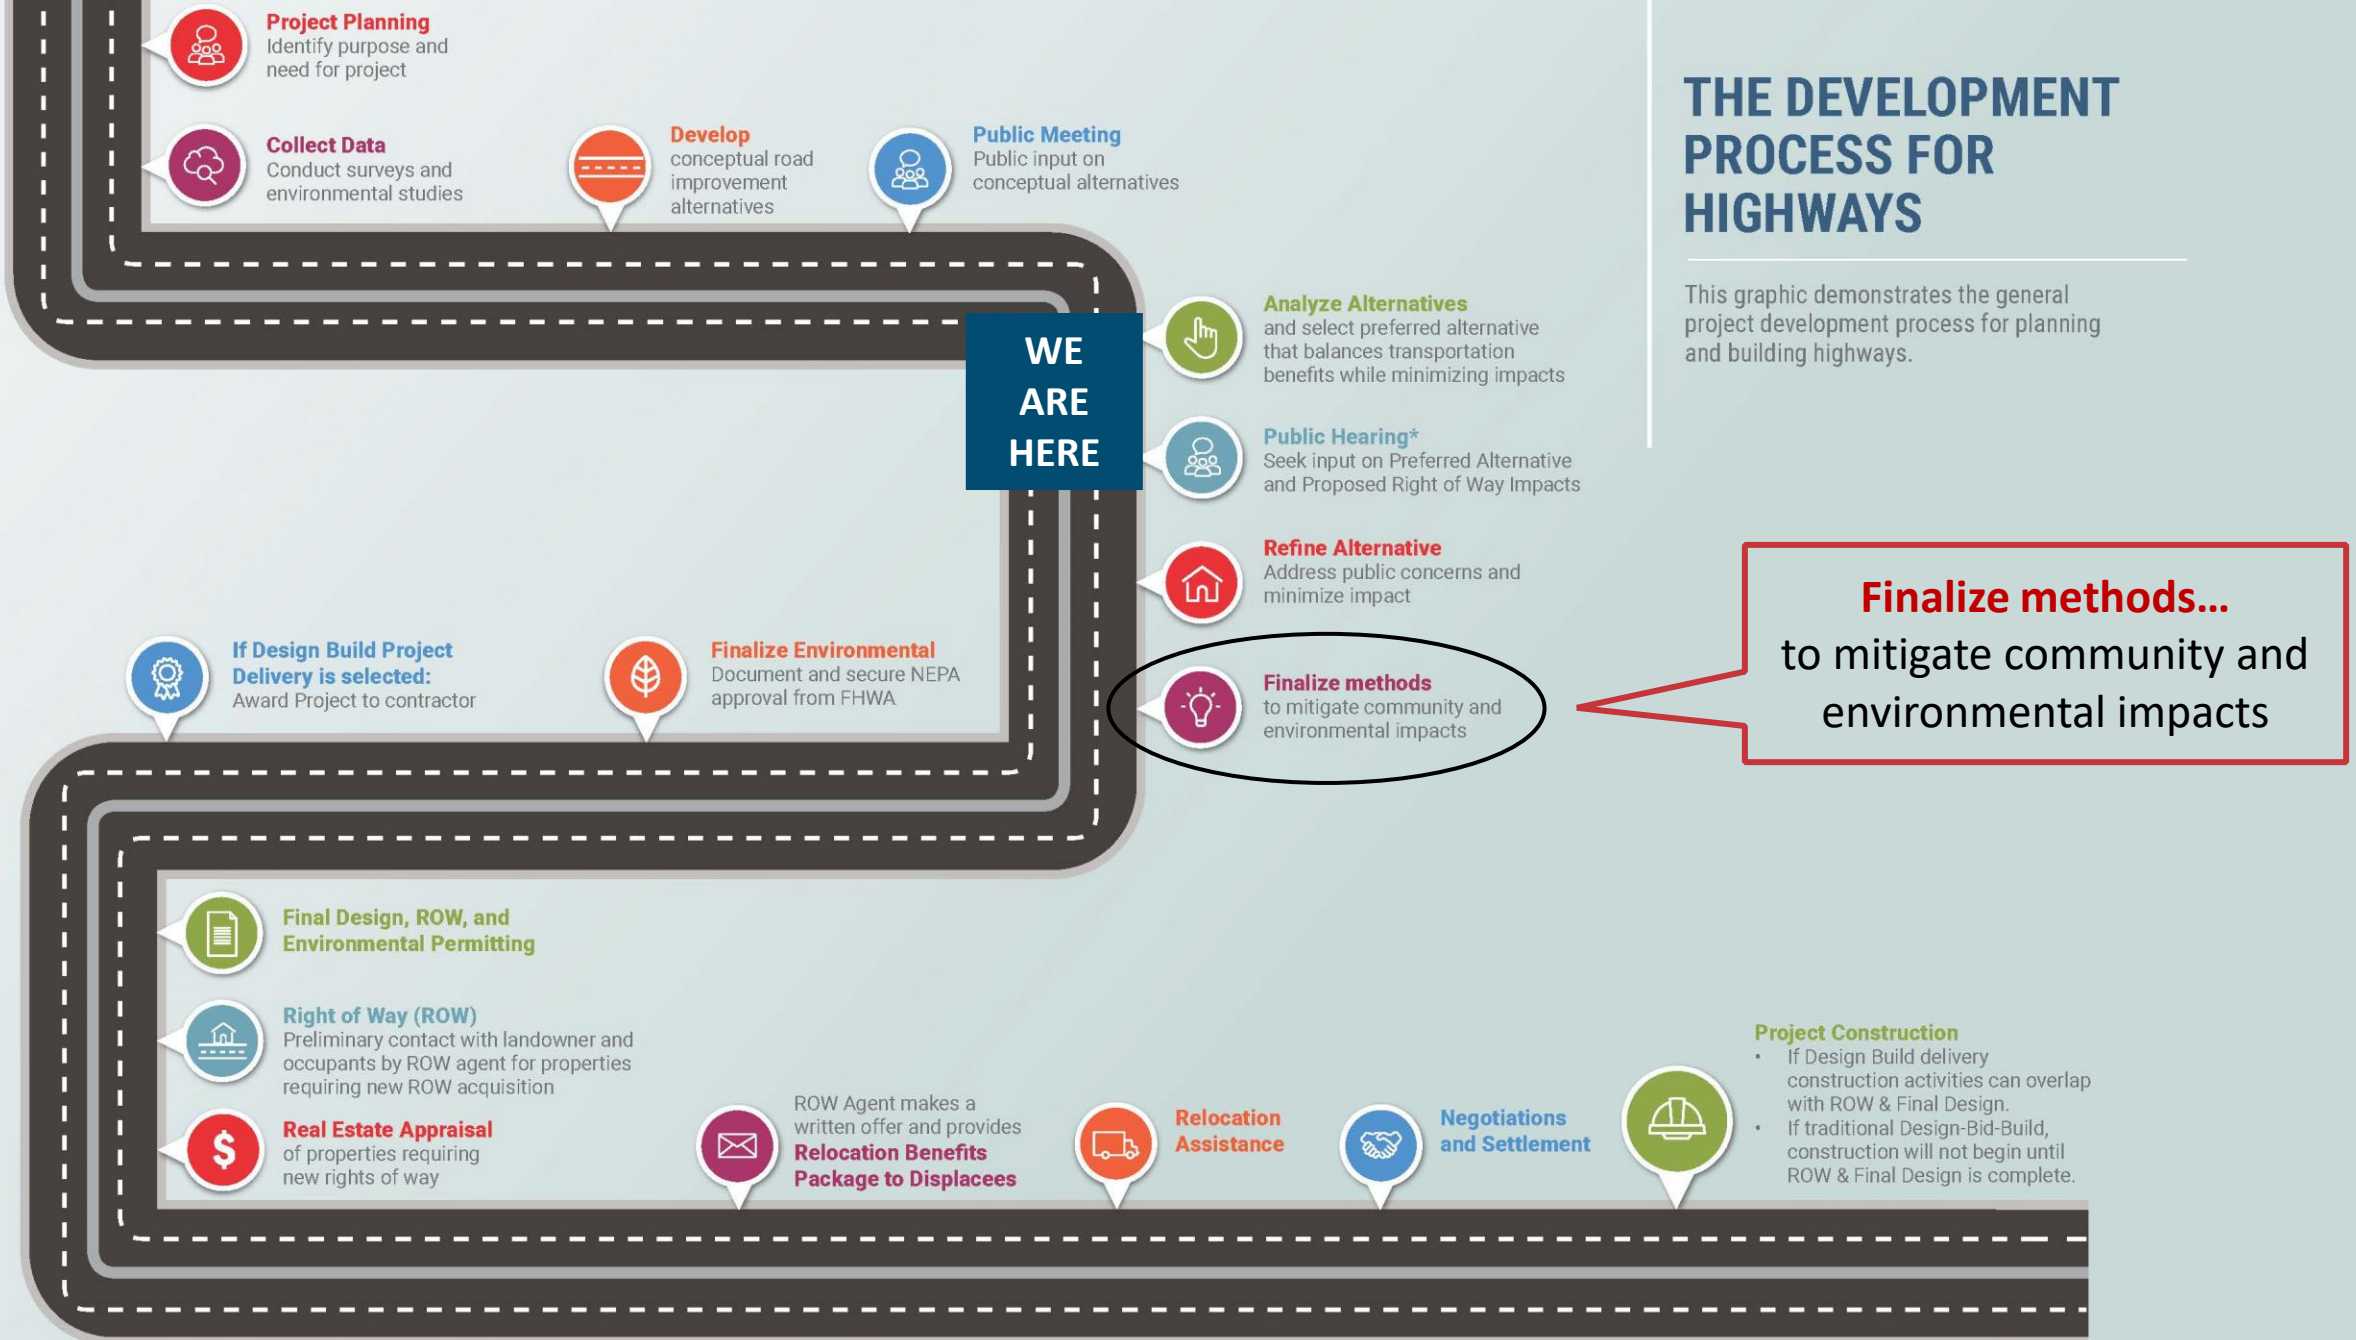 Project Planning
Identify purpose and
need for project
Collect Data
Conduct surveys and
environmental studies
Develop
conceptual road
improvement
alternatives
Public Meeting
Public input on
conceptual alternatives
THE DEVELOPMENT
PROCESS FOR
HIGHWAYS
This graphic demonstrates the general
project development process for planning
and building highways.
WE
ARE
HERE
Analyze Alternatives
and select preferred alternative
that balances transportation
benefits while minimizing impacts
Public Hearing*
Seek input on Preferred Alternative
and Proposed Right of Way Impacts
Refine Alternative
Address public concerns and
minimize impact
Finalize methods
to mitigate community and
environmental impacts
Finalize methods...
to mitigate community and
environmental impacts
Finalize Environmental
Document and secure NEPA
approval from FHWA
If Design Build Project
Delivery is selected:
Award Project to contractor
Final Design, ROW, and
Environmental Permitting
Right of Way (ROW)
Preliminary contact with landowner and
occupants by ROW agent for properties
requiring new ROW acquisition
$
Real Estate Appraisal
of properties requiring
new rights of way
ROW Agent makes a
written offer and provides
Relocation Benefits
Package to Displacees
Relocation
Assistance
Negotiations
and Settlement
Project Construction
• If Design Build delivery
construction activities can overlap
with ROW & Final Design.
• If traditional Design-Bid-Build,
construction will not begin until
ROW & Final Design is complete.